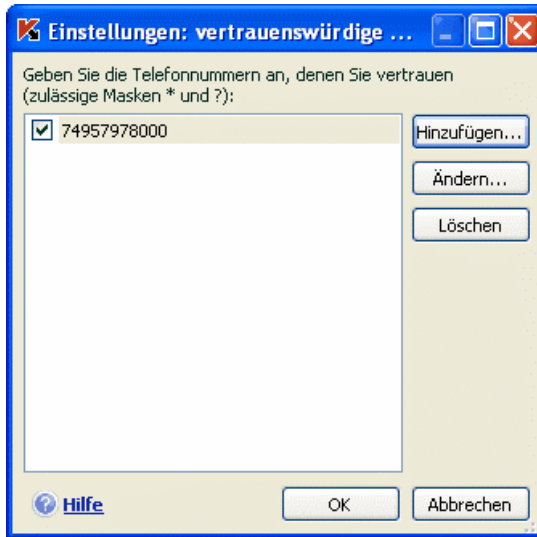 Einstellungen: vertrauenswürdige ...
Geben Sie die Telefonnummern an, denen Sie vertrauen
(zulässige Masken * und ?):
74957978000
Hinzufügen...
Ändern...
Löschen
Hilfe
OK
Abbrechen